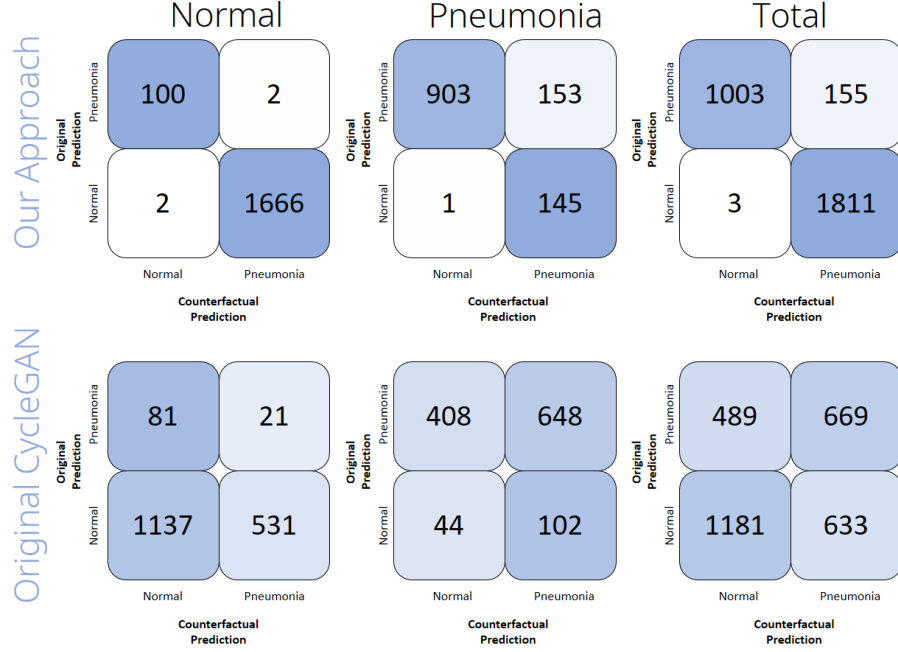 Normal Pneumonia Total
Our Approach
Original
Prediction
Pneumonia
Normal
100 2
2 1666
Normal Pneumonia
Counterfactual
Prediction
Original
Prediction
Pneumonia
Normal
903 153
1 145
Normal Pneumonia
Counterfactual
Prediction
Original
Prediction
Pneumonia
Normal
1003 155
3 1811
Normal Pneumonia
Counterfactual
Prediction
Original CycleGAN
Original
Prediction
Pneumonia
Normal
81 21
1137 531
Normal Pneumonia
Counterfactual
Prediction
Original
Prediction
Pneumonia
Normal
408 648
44 102
Normal Pneumonia
Counterfactual
Prediction
Original
Prediction
Pneumonia
Normal
489 669
1181 633
Normal Pneumonia
Counterfactual
Prediction